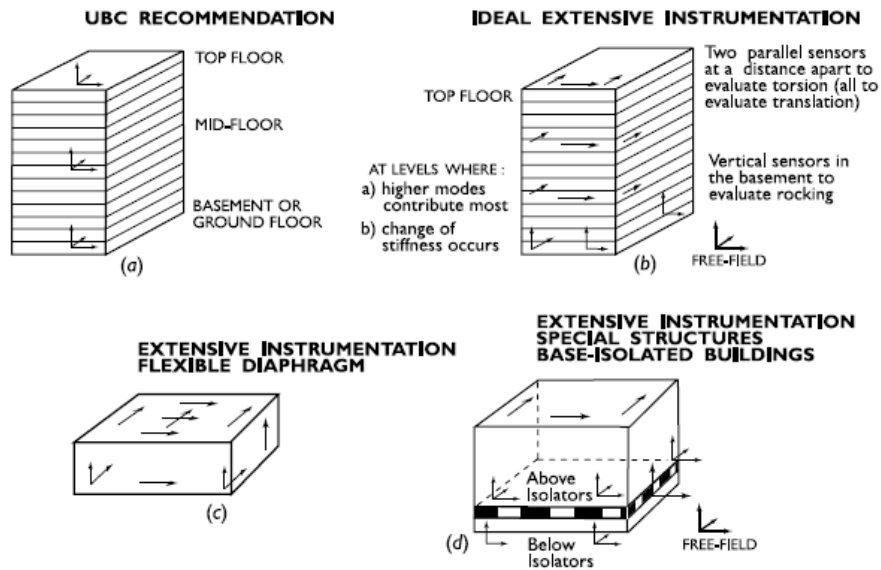 UBC RECOMMENDATION
TOP FLOOR
MID-FLOOR
BASEMENT OR
GROUND FLOOR
(a)
IDEAL EXTENSIVE INSTRUMENTATION
TOP FLOOR
Two parallel sensors
at a distance apart to
evaluate torsion (all to
evaluate translation)
AT LEVELS WHERE :
a) higher modes
contribute most
b) change of
stiffness occurs
Vertical sensors in
the basement to
evaluate rocking
FREE-FIELD
(b)
EXTENSIVE INSTRUMENTATION
FLEXIBLE DIAPHRAGM
(c)
EXTENSIVE INSTRUMENTATION
SPECIAL STRUCTURES
BASE-ISOLATED BUILDINGS
Above
Isolators
(d)
Below
Isolators
FREE-FIELD